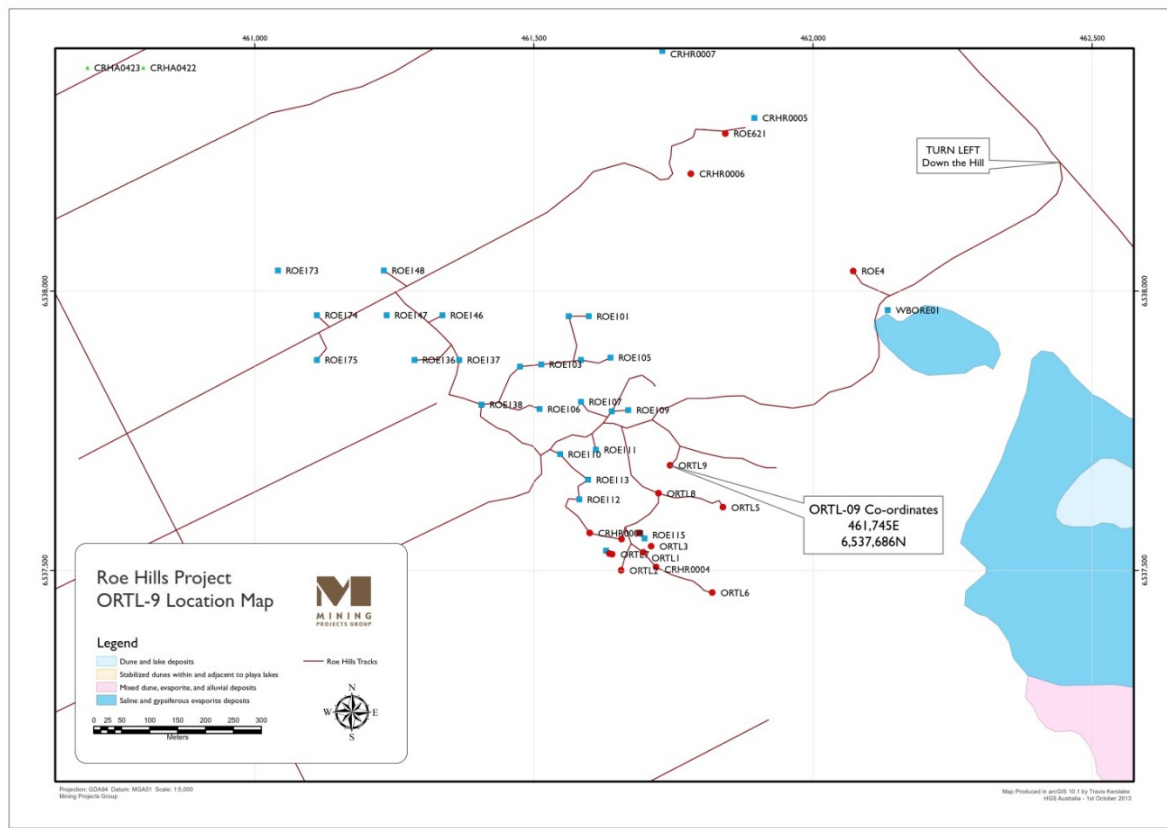 461,000 461,500 462,000 462,500
CRHR0007
CRHA0423 CRHA0422
CRHR0005
ROE621
TURN LEFT
Down the Hill
CRHR0006
ROE173 ROE148 ROE4
6,538,000 6,538,000
WBORE01
ROE174 ROE147 ROE146 ROE101
ROE175 ROE136 ROE137 ROE103 ROE105
ROE138 ROE106 ROE107 ROE109
ROE110 ROE111
ORTL9
ROE113
ORTL8
ROE112 ORTL5
ORTL-09 Co-ordinates
461,745E
6,537,686N
ROE115
ORTL3
ORTL1
ORTL2 CRHR0004
6,537,500 6,537,500
ORTL6
Roe Hills Project
ORTL-9 Location Map
M
MINING
PROJECTS GROUP
Legend
Dune and lake deposits
Stabilized dunes within and adjacent to playa lakes
Mixed dune, evaporite, and alluvial deposits
Saline and gypsiferous evaporite deposits
Roe Hills Tracks
0 25 50 100 150 200 250 300
Meters
N
W E
S
Projection: GDA94 Datum: MGA51 Scale: 1:5,000
Mining Projects Group
Map Produced in arcGIS 10.1 by Travis Kerslake
HGS Australia - 1st October 2013